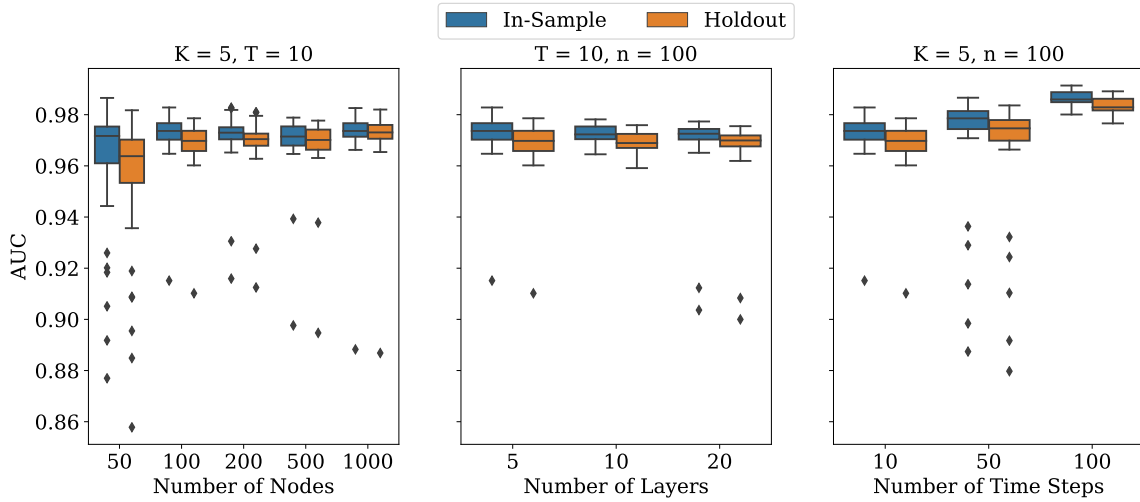 In-Sample Holdout
K = 5, T = 10
T = 10, n = 100
K = 5, n = 100
AUC
0.98
0.96
0.94
0.92
0.90
0.88
0.86
50 100 200 500 1000
5 10 20
10 50 100
Number of Nodes
Number of Layers
Number of Time Steps